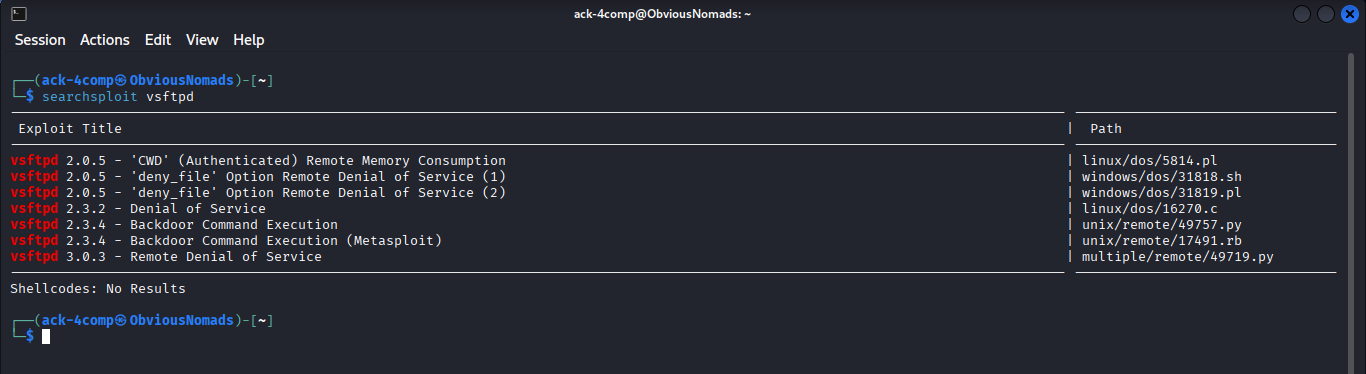 ack-4comp@ObviousNomads: ~
Session Actions Edit View Help
┌──(ack-4comp㉿ObviousNomads)-[~]
└─$ searchsploit vsftpd
Exploit Title | Path
vsftpd 2.0.5 - 'CWD' (Authenticated) Remote Memory Consumption | linux/dos/5814.pl
vsftpd 2.0.5 - 'deny_file' Option Remote Denial of Service (1) | windows/dos/31818.sh
vsftpd 2.0.5 - 'deny_file' Option Remote Denial of Service (2) | windows/dos/31819.pl
vsftpd 2.3.2 - Denial of Service | linux/dos/16270.c
vsftpd 2.3.4 - Backdoor Command Execution | unix/remote/49757.py
vsftpd 2.3.4 - Backdoor Command Execution (Metasploit) | unix/remote/17491.rb
vsftpd 3.0.3 - Remote Denial of Service | multiple/remote/49719.py
Shellcodes: No Results
┌──(ack-4comp㉿ObviousNomads)-[~]
└─$